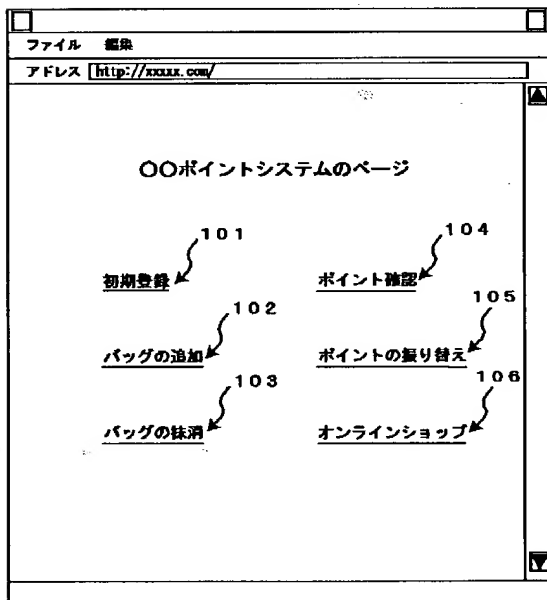 ファイル 編集
アドレス http://xxxxx.com/
〇〇ポイントシステムのページ
101
初期登録
104
ポイント確認
102
バッグの追加
105
ポイントの振り替え
103
バッグの抹消
106
オンラインショップ